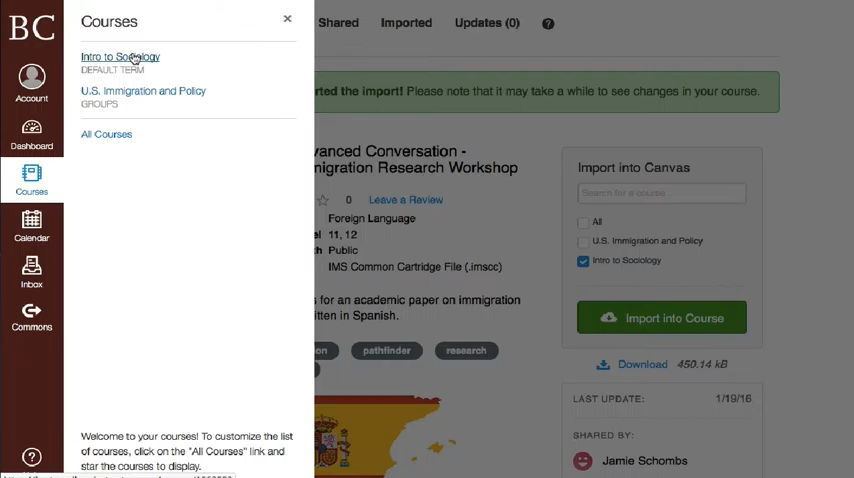 BC
Account
Dashboard
Courses
Calendar
Inbox
Commons
Courses
Intro to Sociology
DEFAULT TERM
U.S. Immigration and Policy
GROUPS
All Courses
Welcome to your courses! To customize the list
of courses, click on the "All Courses" link and
star the courses to display.
Shared Imported Updates (0) ?
the import! Please note that it may take a while to see changes in your course.
Conversation -
Research Workshop
0 Leave a Review
Foreign Language
11, 12
Public
IMS Common Cartridge File (.imscc)
for an academic paper on immigration
in Spanish.
pathfinder research
Import into Canvas
Search for a course
All
U.S. Immigration and Policy
Intro to Sociology
Import into Course
Download 450.14 kB
LAST UPDATE: 1/19/16
SHARED BY:
Jamie Schombs